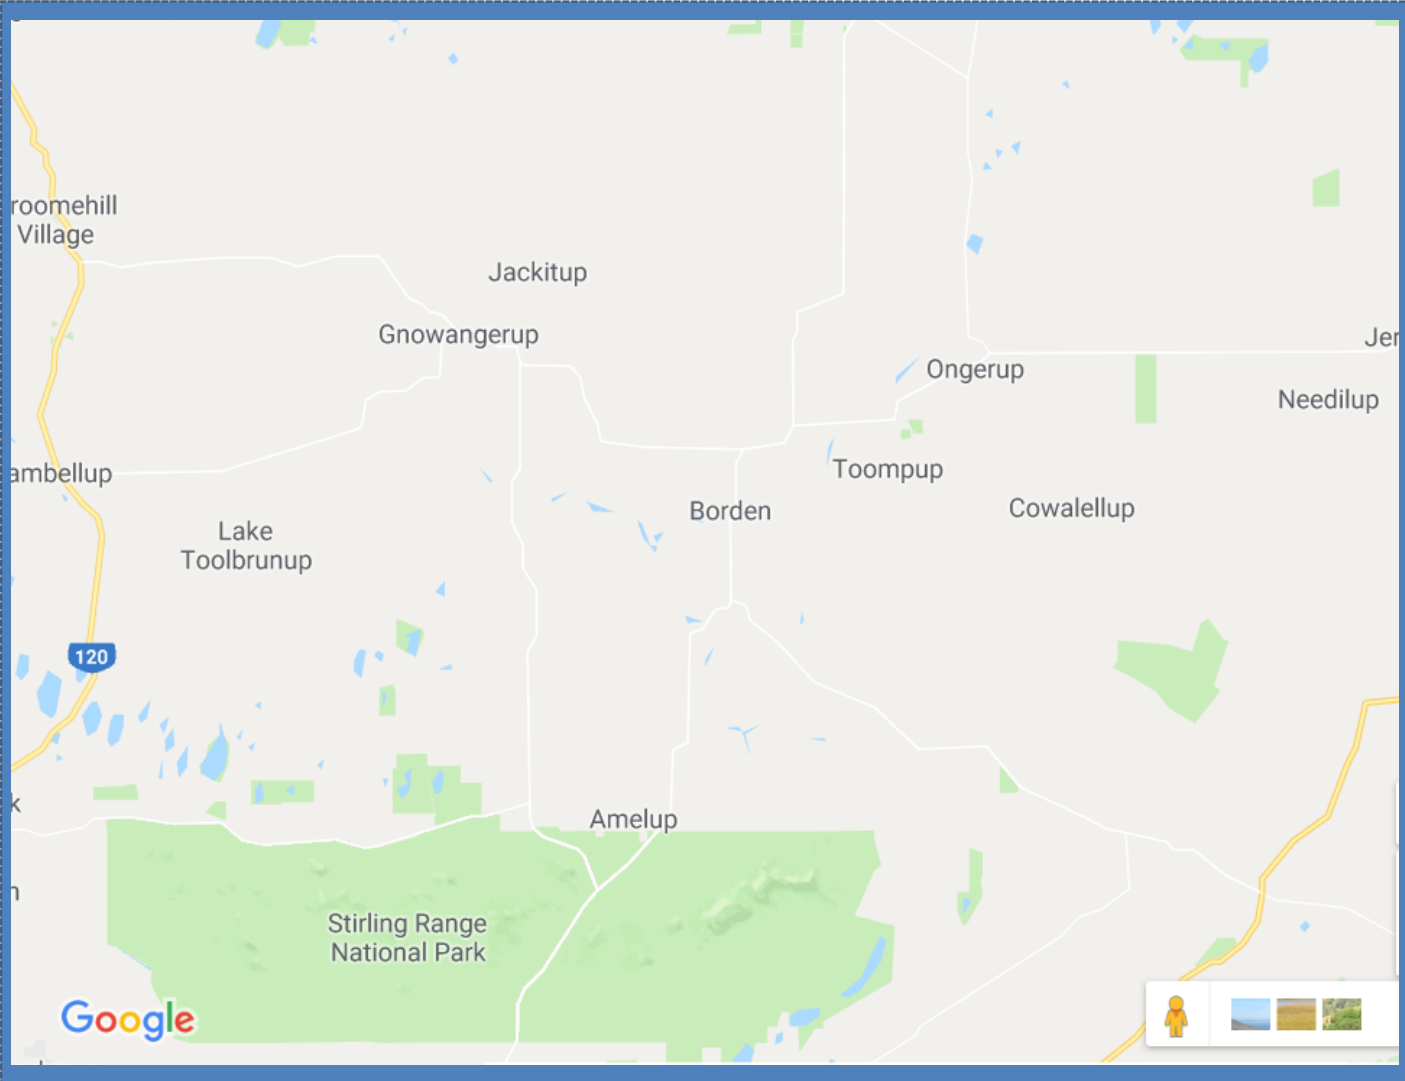 roomehill
Village
Jackitup
Gnowangerup
Jer
Ongerup
Needilup
ambellup
Toompup
Borden
Cowalellup
Lake
Toolbrunup
120
k
Amelup
n
Stirling Range
National Park
Google